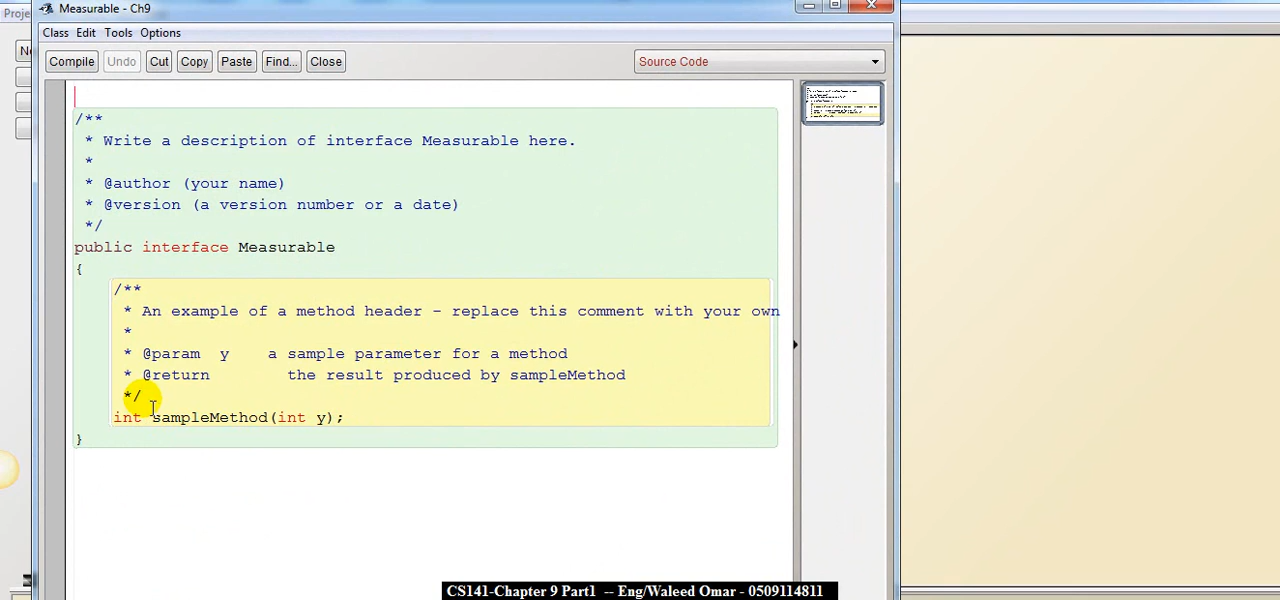 Measurable - Ch9
Proje
Class Edit Tools Options
Compile Undo Cut Copy Paste Find... Close Source Code
/**
* Write a description of interface Measurable here.
*
* @author (your name)
* @version (a version number or a date)
*/
public interface Measurable
{
/**
* An example of a method header - replace this comment with your own
*
* @param y a sample parameter for a method
* @return the result produced by sampleMethod
*/
int sampleMethod(int y);
}
CS141-Chapter 9 Part1 -- Eng/Waleed Omar - 0509114811